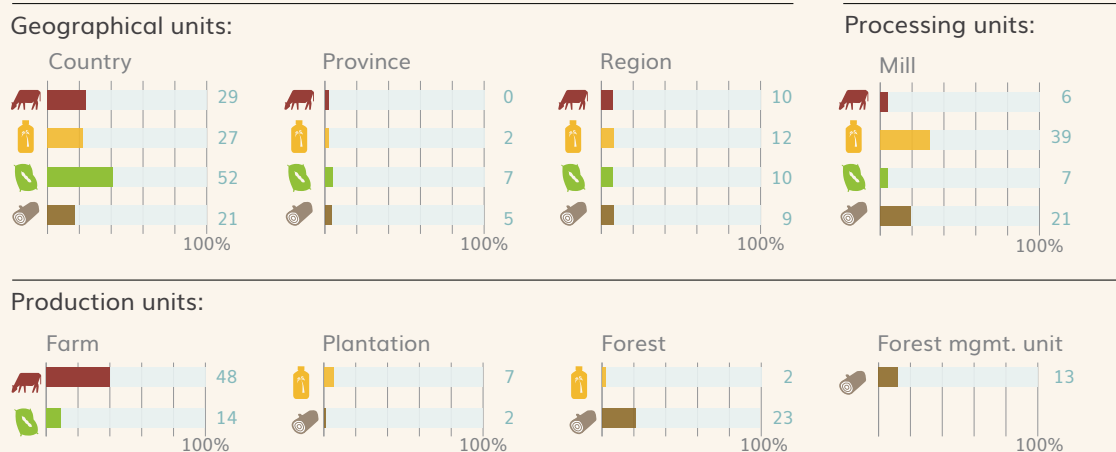 Geographical units:
Processing units:
Country
Province
Region
Mill
29
0
10
6
27
2
12
39
52
7
10
7
21
5
9
21
100%
100%
100%
100%
Production units:
Farm
Plantation
Forest
Forest mgmt. unit
48
7
2
13
14
2
23
100%
100%
100%
100%